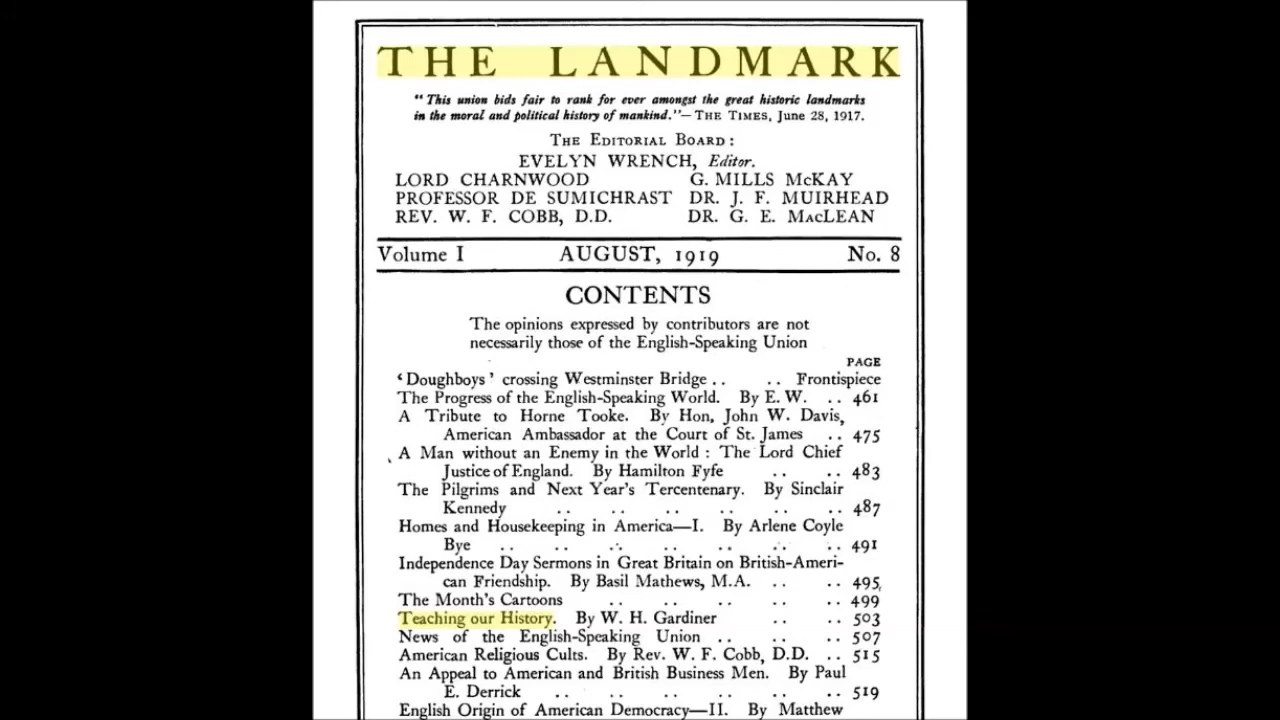 THE LANDMARK
"This union bids fair to rank for ever amongst the great historic landmarks
in the moral and political history of mankind."—THE TIMES, June 28, 1917.
THE EDITORIAL BOARD:
EVELYN WRENCH, Editor.
LORD CHARNWOOD G. MILLS McKAY
PROFESSOR DE SUMICHRAST DR. J. F. MUIRHEAD
REV. W. F. COBB, D.D. DR. G. E. MacLEAN
Volume I AUGUST, 1919 No. 8
CONTENTS
The opinions expressed by contributors are not
necessarily those of the English-Speaking Union
PAGE
'Doughboys' crossing Westminster Bridge .. .. Frontispiece
The Progress of the English-Speaking World. By E. W. .. 461
A Tribute to Horne Tooke. By Hon. John W. Davis,
American Ambassador at the Court of St. James .. 475
A Man without an Enemy in the World : The Lord Chief
Justice of England. By Hamilton Fyfe .. .. 483
The Pilgrims and Next Year's Tercentenary. By Sinclair
Kennedy .. .. .. .. .. .. 487
Homes and Housekeeping in America—I. By Arlene Coyle
Bye .. .. .. .. .. .. .. 491
Independence Day Sermons in Great Britain on British-Ameri-
can Friendship. By Basil Mathews, M.A. .. .. 495
The Month's Cartoons .. .. .. .. .. 499
Teaching our History. By W. H. Gardiner .. .. 503
News of the English-Speaking Union .. .. .. 507
American Religious Cults. By Rev. W. F. Cobb, D.D. .. 515
An Appeal to American and British Business Men. By Paul
E. Derrick .. .. .. .. .. .. 519
English Origin of American Democracy—II. By Matthew